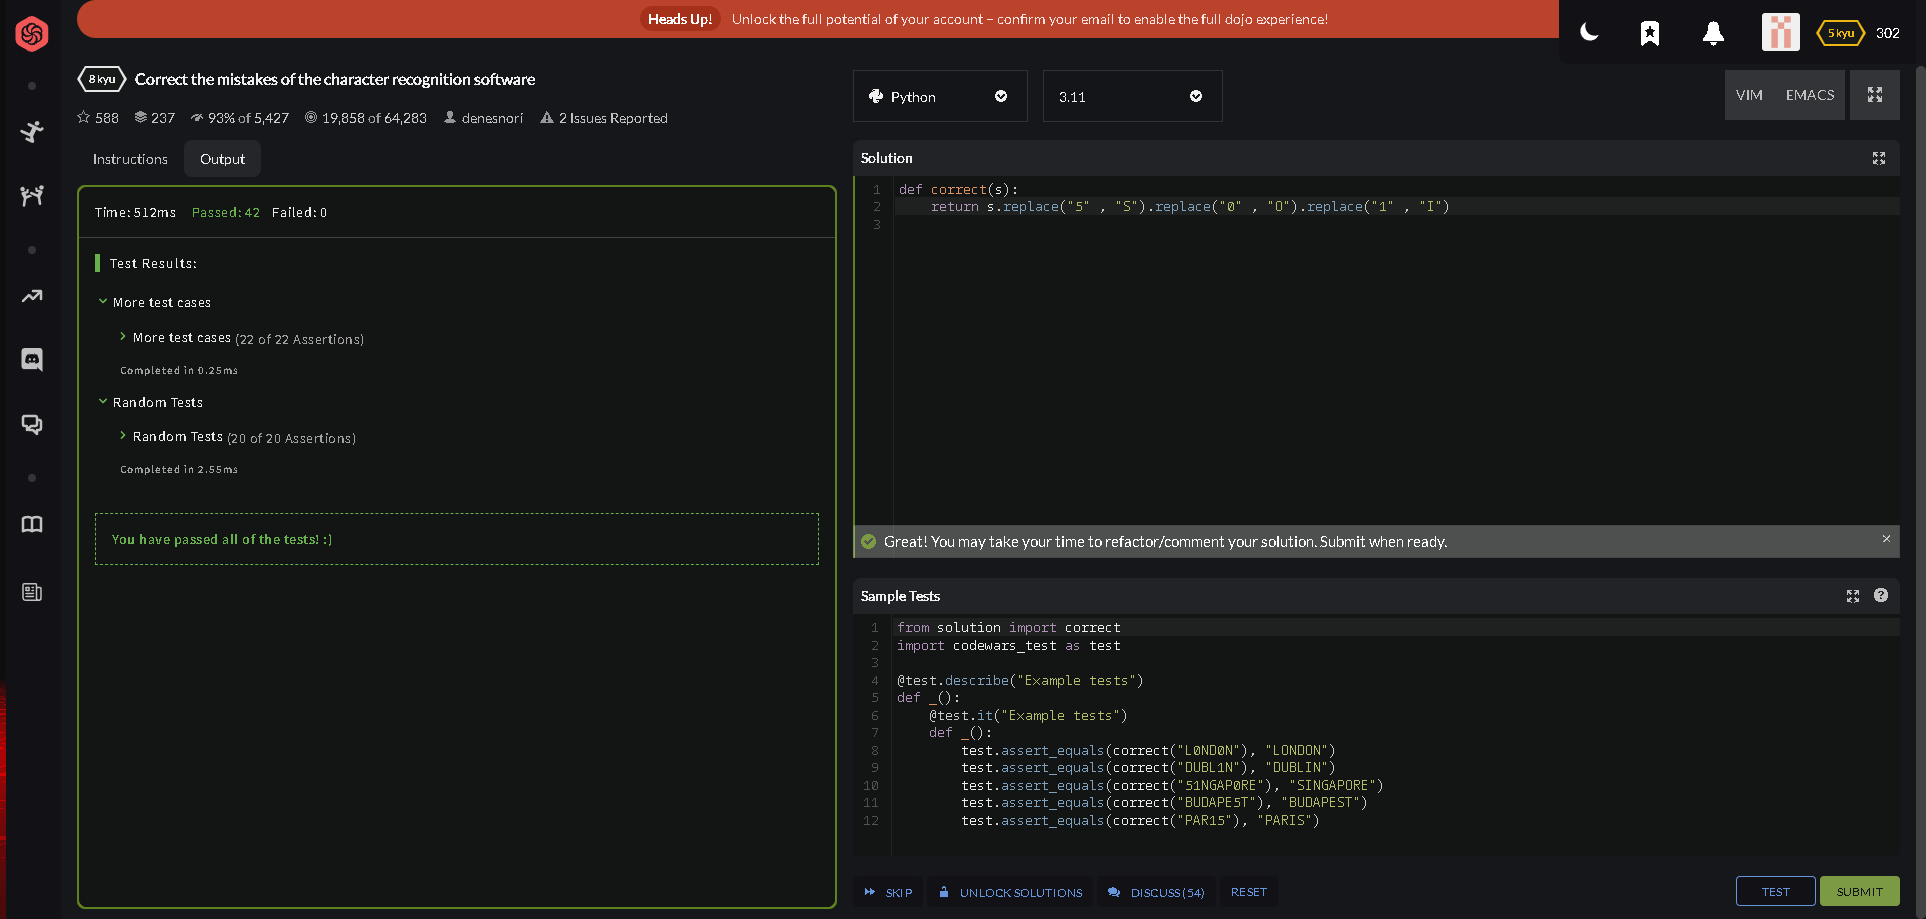 Heads Up! Unlock the full potential of your account – confirm your email to enable the full dojo experience!
5 kyu 302
8 kyu Correct the mistakes of the character recognition software
588 237 93% of 5,427 19,858 of 64,283 denesnori 2 Issues Reported
Instructions Output
Time: 512ms Passed: 42 Failed: 0
Test Results:
More test cases
More test cases (22 of 22 Assertions)
Completed in 0.25ms
Random Tests
Random Tests (20 of 20 Assertions)
Completed in 2.55ms
You have passed all of the tests! :)
Python 3.11 VIM EMACS
Solution
1 def correct(s):
2 return s.replace("5" , "S").replace("0" , "O").replace("1" , "I")
3
Great! You may take your time to refactor/comment your solution. Submit when ready.
Sample Tests
1 from solution import correct
2 import codewars_test as test
3
4 @test.describe("Example tests")
5 def _():
6 @test.it("Example tests")
7 def _():
8 test.assert_equals(correct("L0ND0N"), "LONDON")
9 test.assert_equals(correct("DUBL1N"), "DUBLIN")
10 test.assert_equals(correct("51NGAP0RE"), "SINGAPORE")
11 test.assert_equals(correct("BUDAPE5T"), "BUDAPEST")
12 test.assert_equals(correct("PAR15"), "PARIS")
SKIP UNLOCK SOLUTIONS DISCUSS (54) RESET TEST SUBMIT